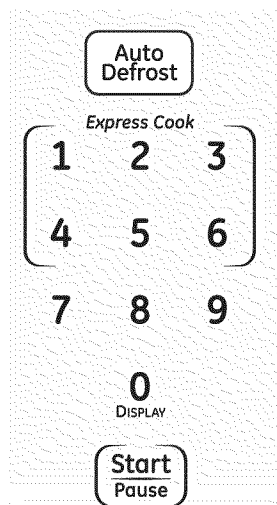 Auto
Defrost
Express Cook
1 2 3
4 5 6
7 8 9
0
DISPLAY
Start
Pause